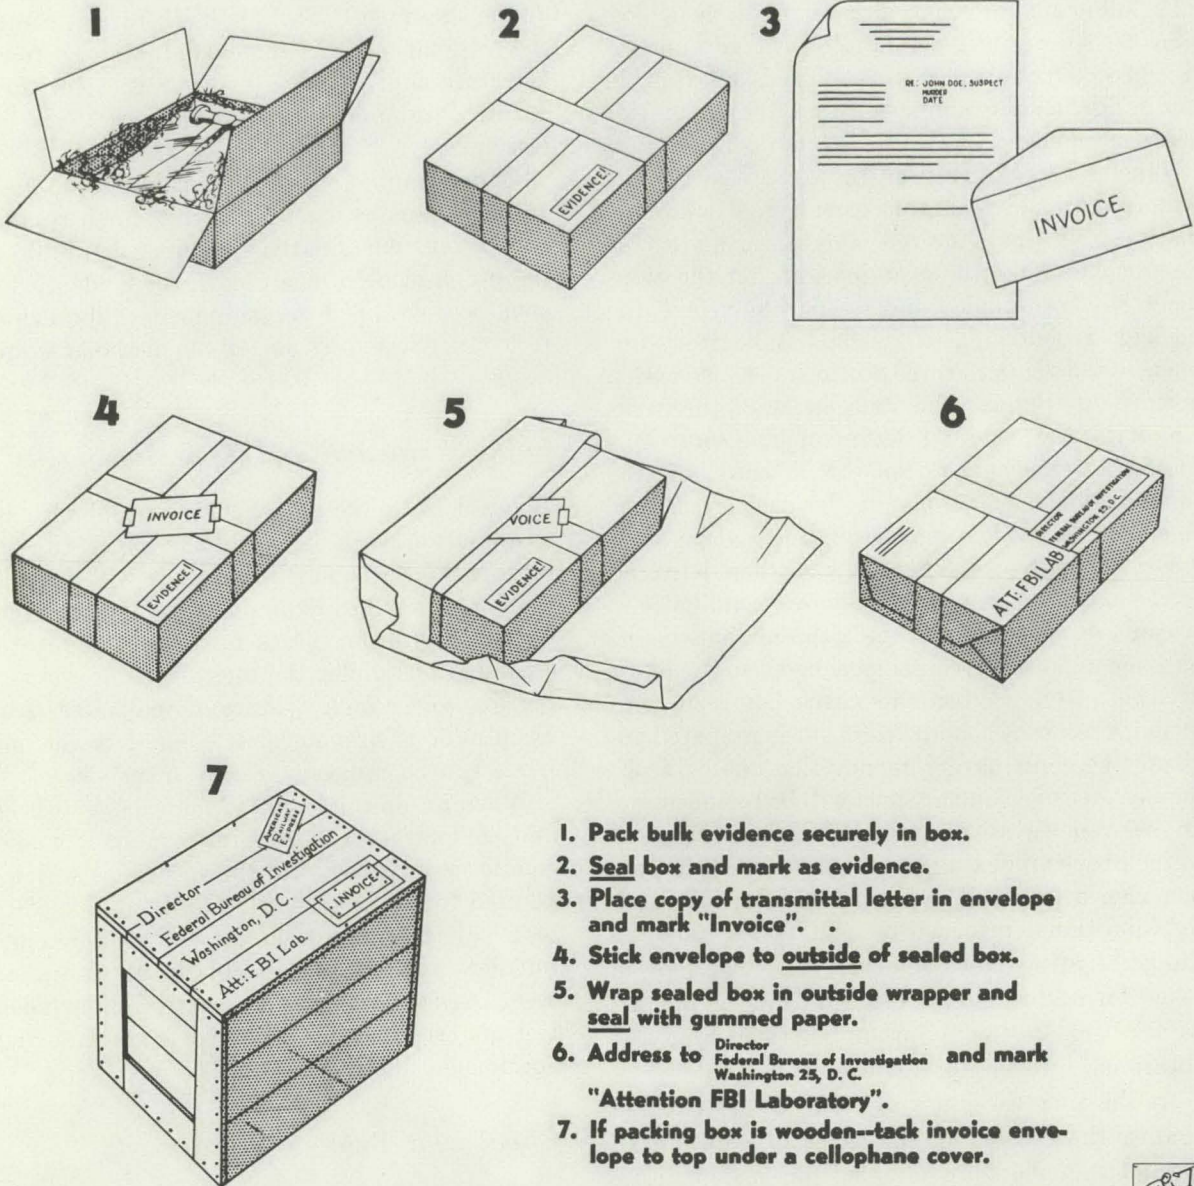 1
2
EVIDENCE!
3
RE: JOHN DOE, SUSPECT
MURDER
DATE
INVOICE
4
INVOICE
EVIDENCE!
5
VOICE
EVIDENCE!
6
DIRECTOR
FEDERAL BUREAU OF INVESTIGATION
WASHINGTON 25, D.C.
ATT: FBI LAB
7
AMERICAN
RAILWAY
EXPRESS
Director
Federal Bureau of Investigation
Washington, D.C.
Att: FBI Lab.
INVOICE
1. Pack bulk evidence securely in box.
2. Seal box and mark as evidence.
3. Place copy of transmittal letter in envelope
and mark "Invoice". .
4. Stick envelope to outside of sealed box.
5. Wrap sealed box in outside wrapper and
seal with gummed paper.
6. Address to Director
Federal Bureau of Investigation and mark
Washington 25, D. C.
"Attention FBI Laboratory".
7. If packing box is wooden--tack invoice enve-
lope to top under a cellophane cover.